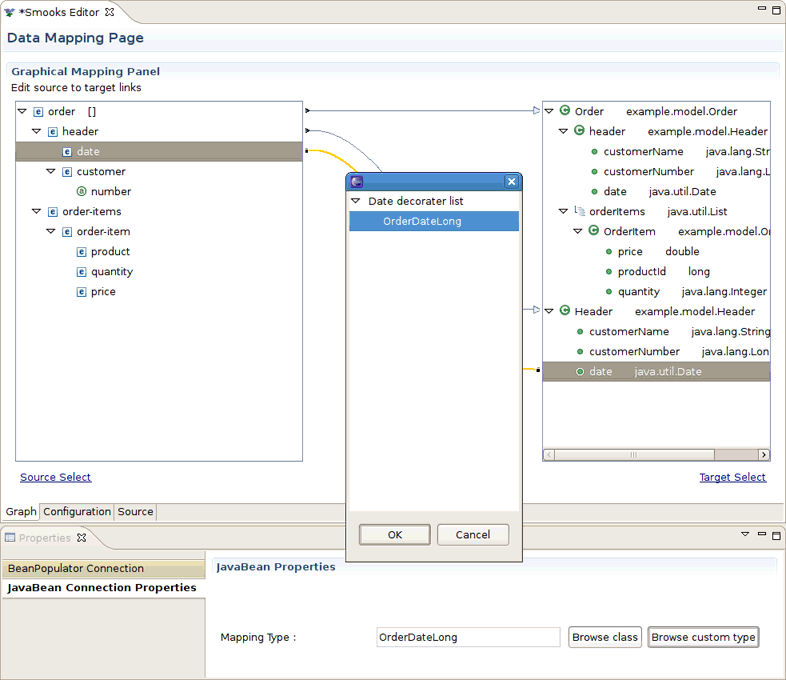 *Smooks Editor
Data Mapping Page
Graphical Mapping Panel
Edit source to target links
order []
header
date
customer
number
order-items
order-item
product
quantity
price
Date decorater list
OrderDateLong
OK Cancel
Order example.model.Order
header example.model.Header
customerName java.lang.Str
customerNumber java.lang.L
date java.util.Date
orderItems java.util.List
OrderItem example.model.Or
price double
productId long
quantity java.lang.Integer
Header example.model.Header
customerName java.lang.String
customerNumber java.lang.Lon
date java.util.Date
Source Select Target Select
Graph Configuration Source
Properties
BeanPopulator Connection
JavaBean Connection Properties
JavaBean Properties
Mapping Type : OrderDateLong Browse class Browse custom type